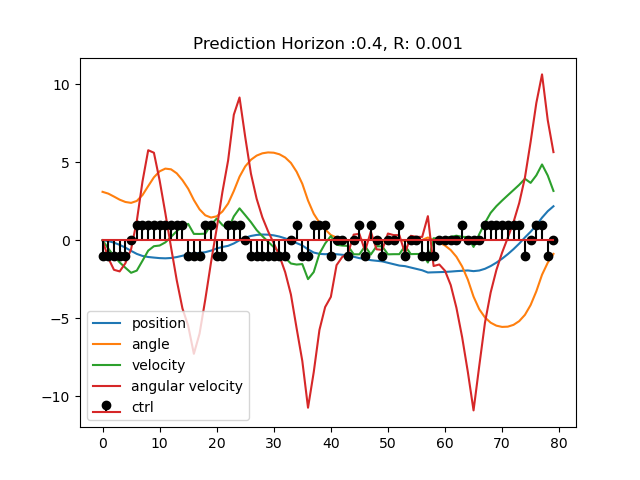 Prediction Horizon :0.4, R: 0.001
10
5
0
−5
−10
position
angle
velocity
angular velocity
ctrl
0 10 20 30 40 50 60 70 80